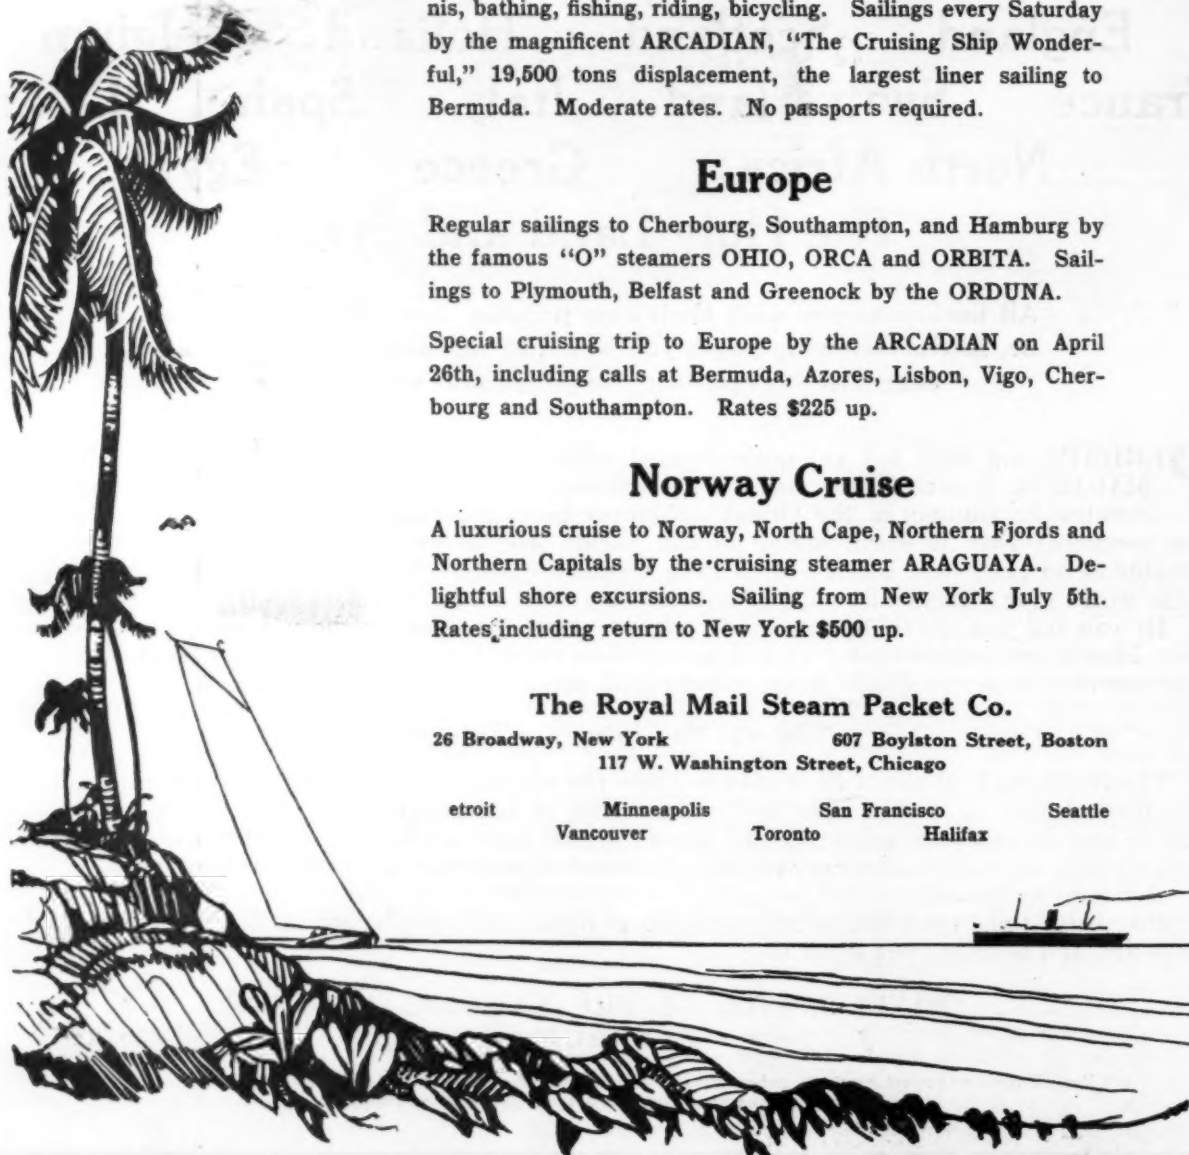 nis, bathing, fishing, riding, bicycling. Sailings every Saturday
by the magnificent ARCADIAN, "The Cruising Ship Wonder-
ful," 19,500 tons displacement, the largest liner sailing to
Bermuda. Moderate rates. No passports required.
Europe
Regular sailings to Cherbourg, Southampton, and Hamburg by
the famous "O" steamers OHIO, ORCA and ORBITA. Sail-
ings to Plymouth, Belfast and Greenock by the ORDUNA.
Special cruising trip to Europe by the ARCADIAN on April
26th, including calls at Bermuda, Azores, Lisbon, Vigo, Cher-
bourg and Southampton. Rates $225 up.
Norway Cruise
A luxurious cruise to Norway, North Cape, Northern Fjords and
Northern Capitals by the cruising steamer ARAGUAYA. De-
lightful shore excursions. Sailing from New York July 5th.
Rates including return to New York $500 up.
The Royal Mail Steam Packet Co.
26 Broadway, New York 607 Boylston Street, Boston
117 W. Washington Street, Chicago
etroit Minneapolis San Francisco Seattle
Vancouver Toronto Halifax